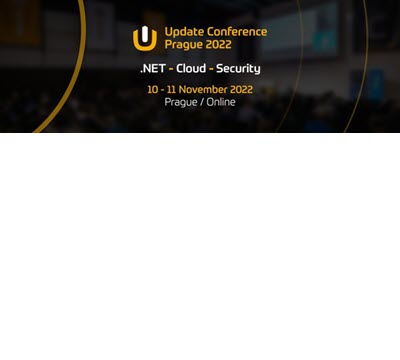 Update Conference
Prague 2022
.NET - Cloud - Security
10 - 11 November 2022
Prague / Online